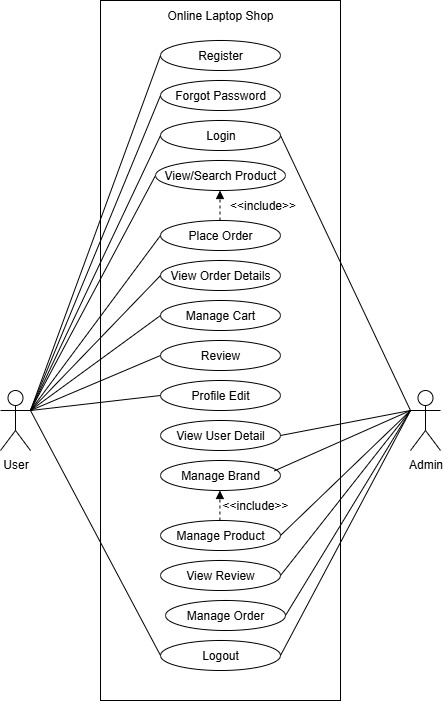 Online Laptop Shop
Register
Forgot Password
Login
View/Search Product
<<include>>
Place Order
View Order Details
Manage Cart
Review
Profile Edit
View User Detail
User
Admin
Manage Brand
<<include>>
Manage Product
View Review
Manage Order
Logout